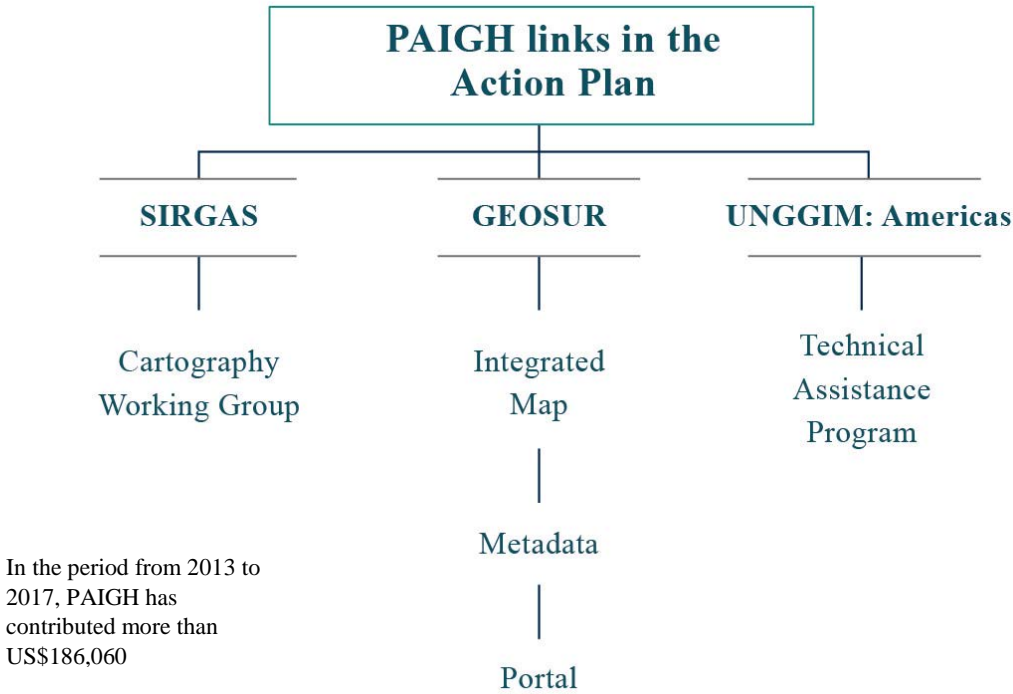 PAIGH links in the
Action Plan
SIRGAS
GEOSUR
UNGGIM: Americas
Cartography
Working Group
Integrated
Map
Technical
Assistance
Program
Metadata
Portal
In the period from 2013 to
2017, PAIGH has
contributed more than
US$186,060